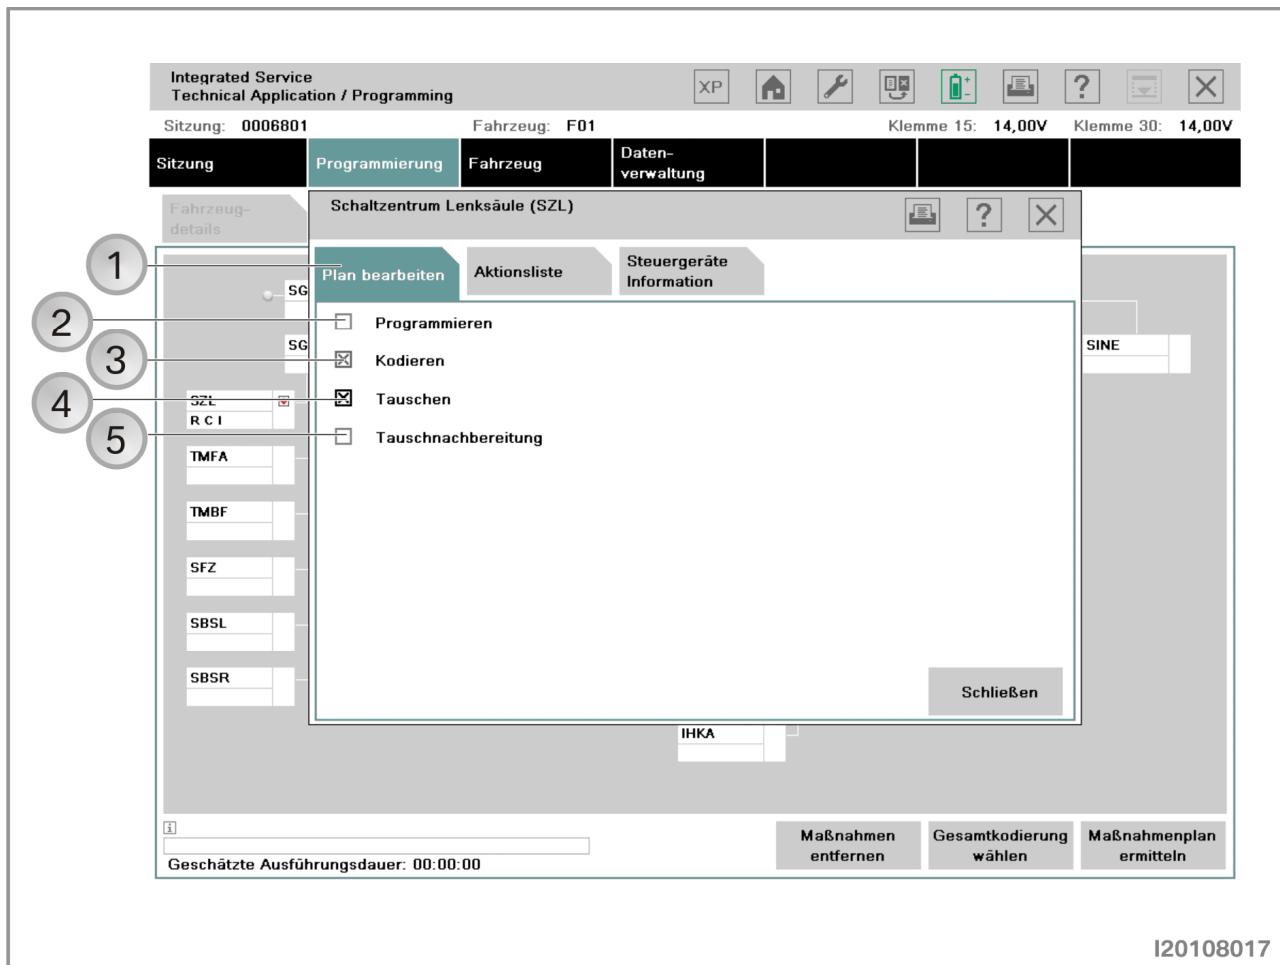 Integrated Service
Technical Application / Programming
XP
?
Sitzung: 0006801 Fahrzeug: F01 Klemme 15: 14,00V Klemme 30: 14,00V
Sitzung Programmierung Fahrzeug Daten-
verwaltung
Fahrzeug-
details
Schaltzentrum Lenksäule (SZL)
?
1
Plan bearbeiten Aktionsliste Steuergeräte
Information
SG
2
Programmieren
SG
SINE
3
Kodieren
4
SZL
Tauschen
R C I
5
Tauschnachbereitung
TMFA
TMBF
SFZ
SBSL
SBSR
Schließen
IHKA
i
Geschätzte Ausführungsdauer: 00:00:00
Maßnahmen
entfernen
Gesamtkodierung
wählen
Maßnahmenplan
ermitteln
I20108017